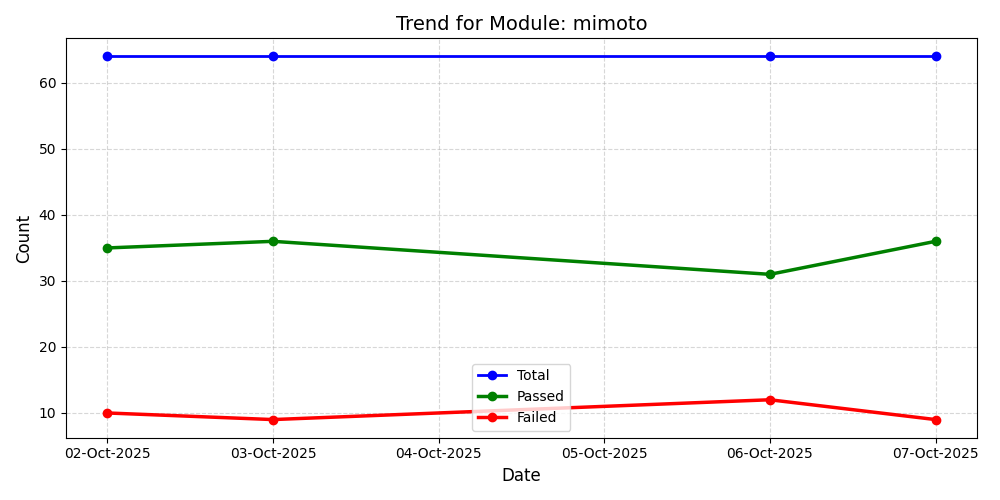 Trend for Module: mimoto
Count
60
50
40
30
20
10
Total
Passed
Failed
02-Oct-2025 03-Oct-2025 04-Oct-2025 05-Oct-2025 06-Oct-2025 07-Oct-2025
Date